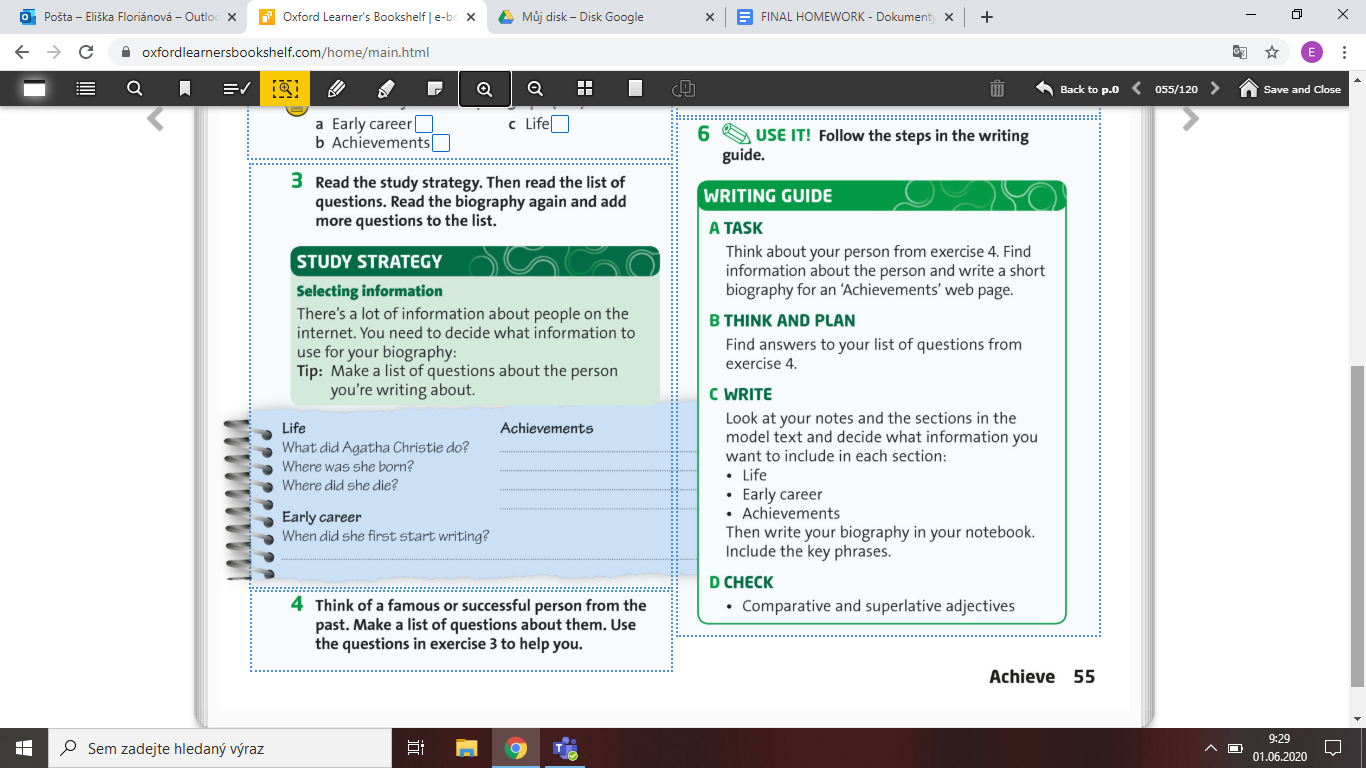 Pošta – Eliška Floriánová – Outloo
Oxford Learner's Bookshelf | e-bo
Můj disk – Disk Google
FINAL HOMEWORK - Dokumenty
oxfordlearnersbookshelf.com/home/main.html
E
Back to p.0
055/120
Save and Close
a Early career
c Life
b Achievements
3 Read the study strategy. Then read the list of
questions. Read the biography again and add
more questions to the list.
STUDY STRATEGY
Selecting information
There's a lot of information about people on the
internet. You need to decide what information to
use for your biography:
Tip: Make a list of questions about the person
you're writing about.
Life
What did Agatha Christie do?
Where was she born?
Where did she die?
Early career
When did she first start writing?
Achievements
4 Think of a famous or successful person from the
past. Make a list of questions about them. Use
the questions in exercise 3 to help you.
6 USE IT! Follow the steps in the writing
guide.
WRITING GUIDE
A TASK
Think about your person from exercise 4. Find
information about the person and write a short
biography for an ‘Achievements’ web page.
B THINK AND PLAN
Find answers to your list of questions from
exercise 4.
C WRITE
Look at your notes and the sections in the
model text and decide what information you
want to include in each section:
• Life
• Early career
• Achievements
Then write your biography in your notebook.
Include the key phrases.
D CHECK
• Comparative and superlative adjectives
Achieve 55
Sem zadejte hledaný výraz
9:29
01.06.2020